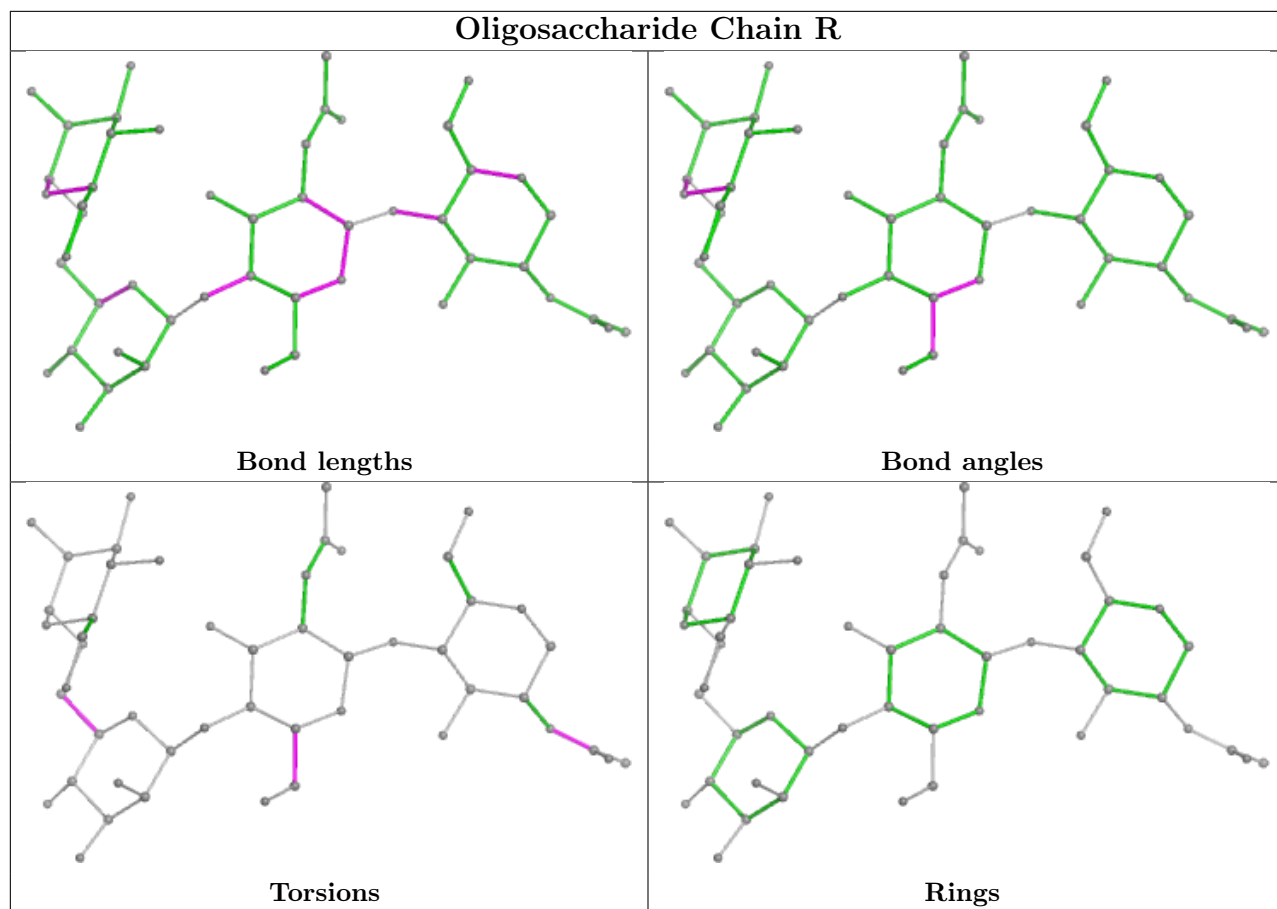 Oligosaccharide Chain R
Bond lengths
Bond angles
Torsions
Rings